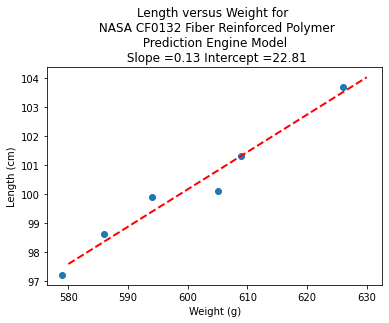 Length versus Weight for
NASA CF0132 Fiber Reinforced Polymer
Prediction Engine Model
Slope =0.13 Intercept =22.81
104
103
102
101
100
99
98
97
Length (cm)
580 590 600 610 620 630
Weight (g)